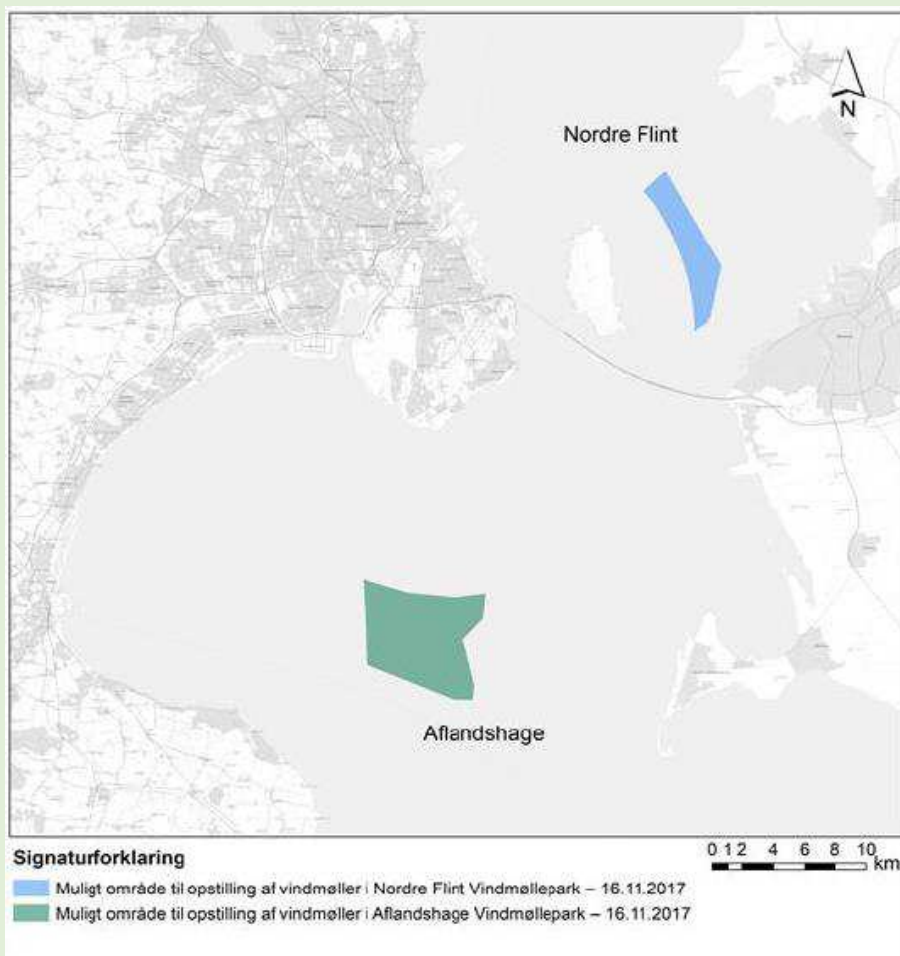 N
Nordre Flint
Aflandshage
Signaturforklaring
0 1 2 4 6 8 10
km
Muligt område til opstilling af vindmøller i Nordre Flint Vindmøllepark – 16.11.2017
Muligt område til opstilling af vindmøller i Aflandshage Vindmøllepark – 16.11.2017